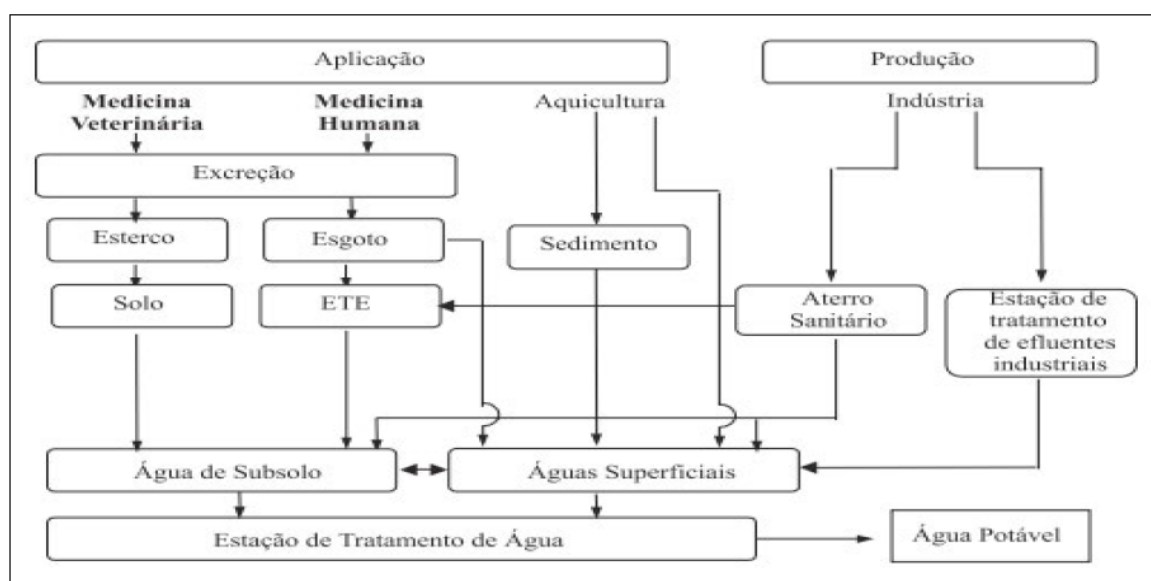 Aplicação
Produção
Medicina
Veterinária
Medicina
Humana
Aquicultura
Indústria
Excreção
Esterco
Esgoto
Sedimento
Solo
ETE
Aterro
Sanitário
Estação de
tratamento
de efluentes
industriais
Água de Subsolo
Águas Superficiais
Estação de Tratamento de Água
Água Potável